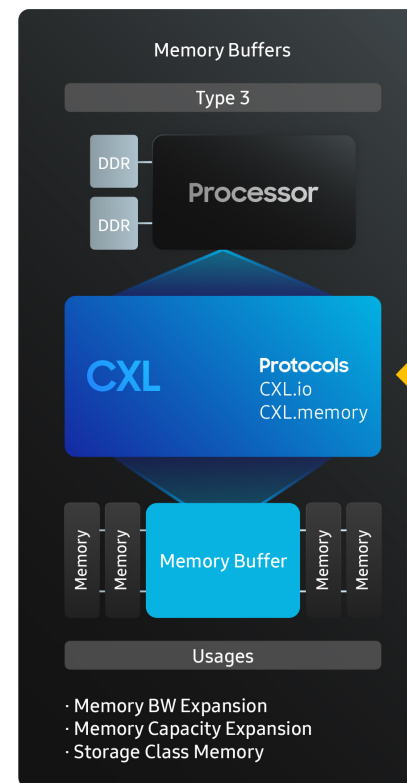 Memory Buffers
Type 3
DDR
Processor
DDR
CXL
Protocols
CXL.io
CXL.memory
Memory
Memory
Memory Buffer
Memory
Memory
Usages
· Memory BW Expansion
· Memory Capacity Expansion
· Storage Class Memory